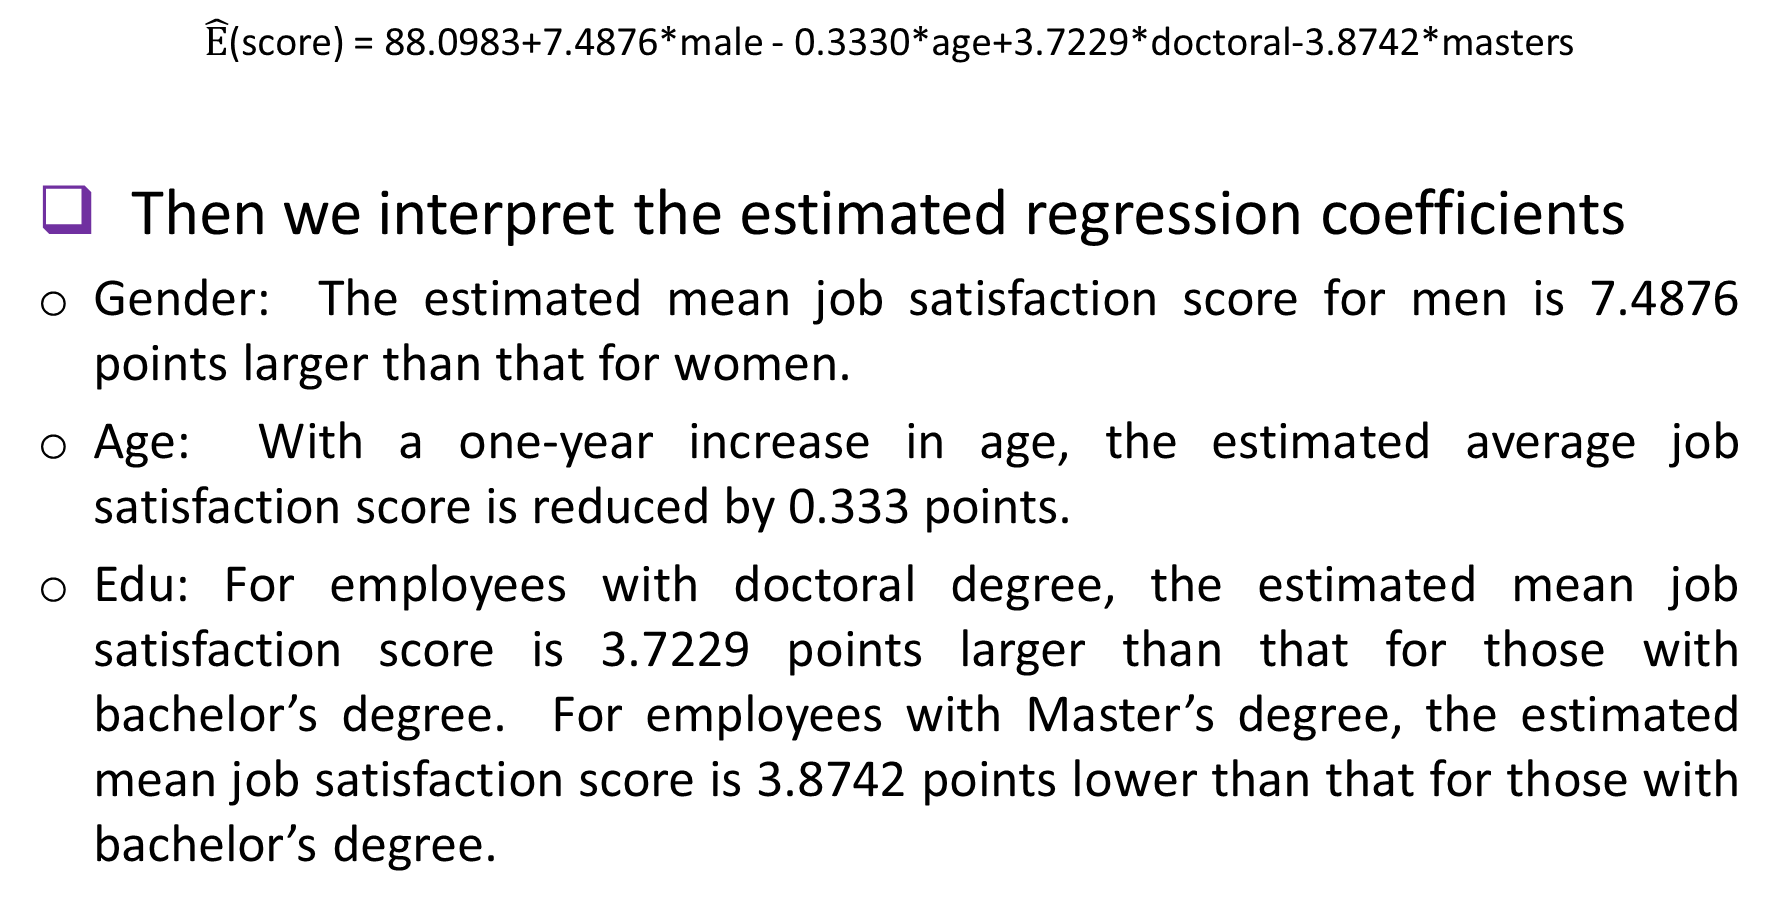 Ê(score) = 88.0983+7.4876*male - 0.3330*age+3.7229*doctoral-3.8742*masters
Then we interpret the estimated regression coefficients
Gender: The estimated mean job satisfaction score for men is 7.4876
points larger than that for women.
Age: With a one-year increase in age, the estimated average job
satisfaction score is reduced by 0.333 points.
Edu: For employees with doctoral degree, the estimated mean job
satisfaction score is 3.7229 points larger than that for those with
bachelor’s degree. For employees with Master’s degree, the estimated
mean job satisfaction score is 3.8742 points lower than that for those with
bachelor’s degree.